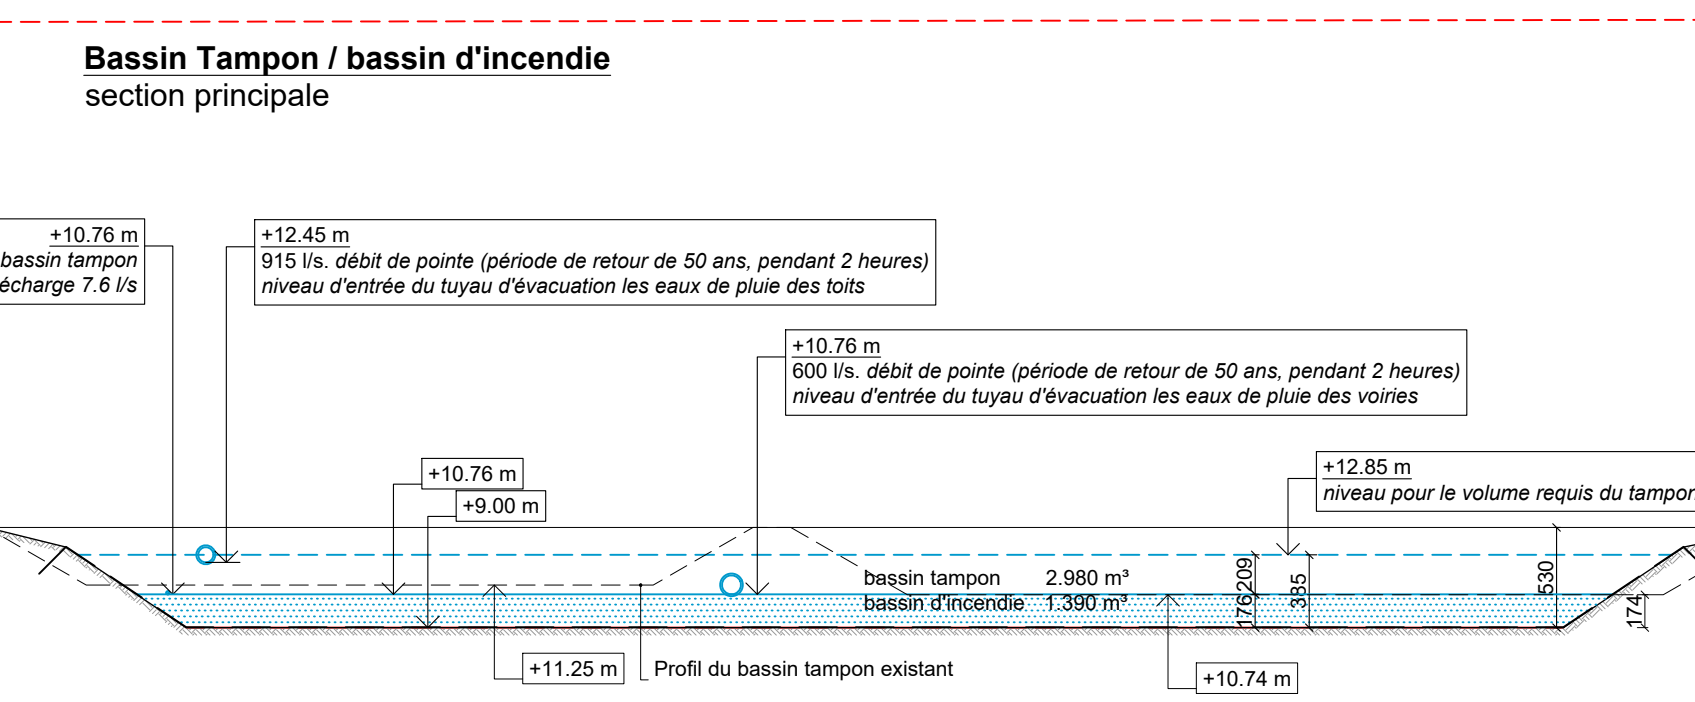 Bassin Tampon / bassin d'incendie
section principale
+10.76 m
bassin tampon
écharge 7.6 l/s
+12.45 m
915 l/s. débit de pointe (période de retour de 50 ans, pendant 2 heures)
niveau d'entrée du tuyau d'évacuation les eaux de pluie des toits
+10.76 m
600 l/s. débit de pointe (période de retour de 50 ans, pendant 2 heures)
niveau d'entrée du tuyau d'évacuation les eaux de pluie des voiries
+10.76 m
+9.00 m
+12.85 m
niveau pour le volume requis du tampon
bassin tampon 2.980 m³
bassin d'incendie 1.390 m³
209
176
385
530
174
+11.25 m
Profil du bassin tampon existant
+10.74 m